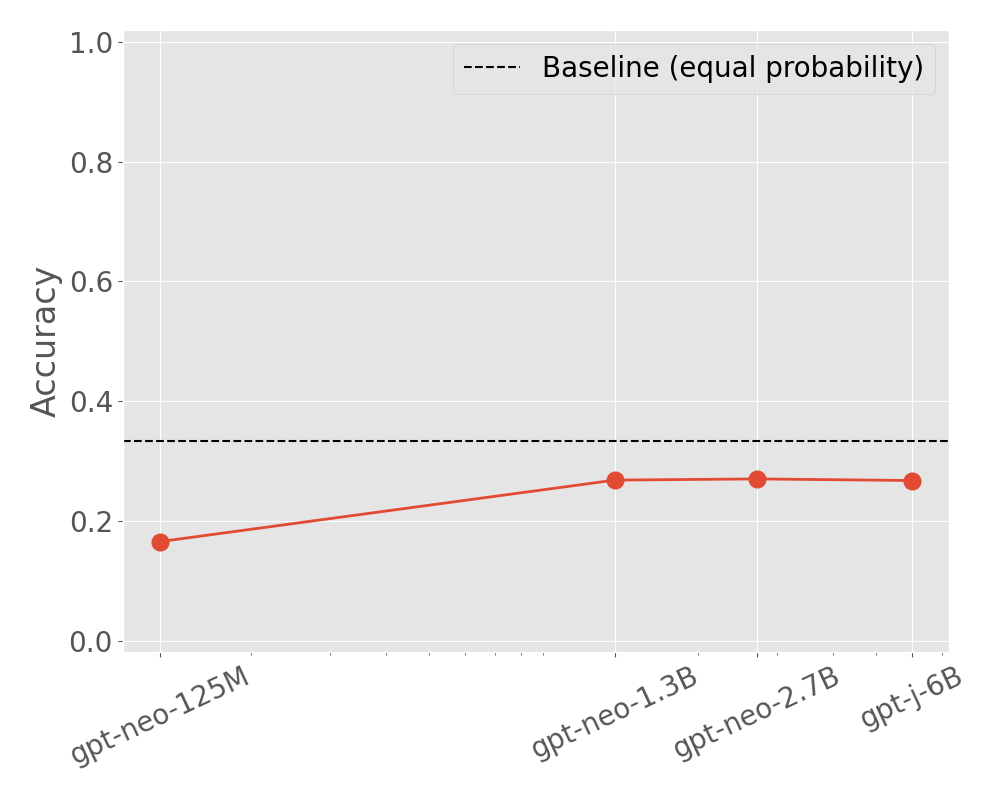 1.0
Baseline (equal probability)
0.8
0.6
Accuracy
0.4
0.2
0.0
gpt-neo-125M
gpt-neo-1.3B
gpt-neo-2.7B
gpt-j-6B